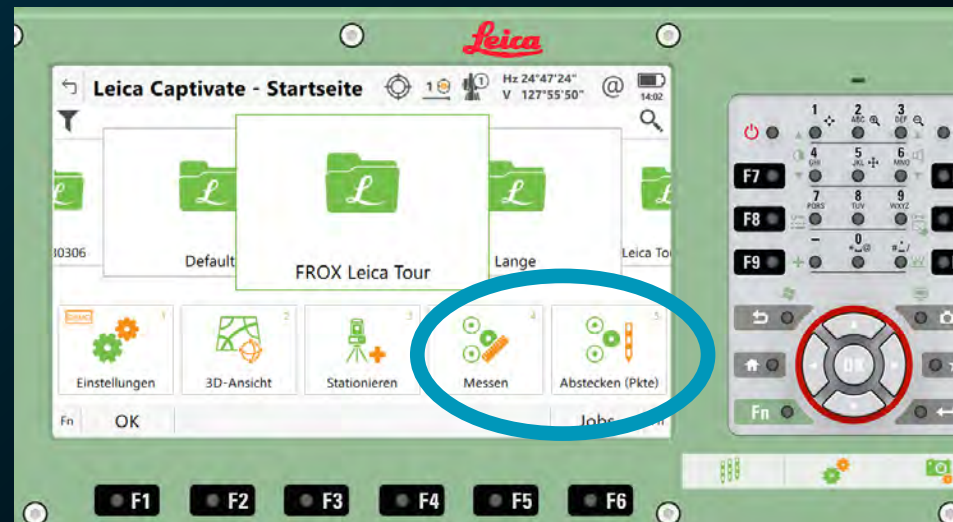 Leica
Leica Captivate - Startseite
1
1
Hz 24°47'24"
V 127°55'50"
@
14:02
L
L
L
L
30306
Default
FROX Leica Tour
Lange
Leica To
DEMO
1
2
3
4
5
Einstellungen
3D-Ansicht
Stationieren
Messen
Abstecken (Pkte)
Fn
OK
Jobs
F1
F2
F3
F4
F5
F6
1
2
ABC
3
DEF
4
GHI
5
JKL
6
MNO
7
PQRS
8
TUV
9
WXYZ
0
F7
F8
F9
OK
Fn